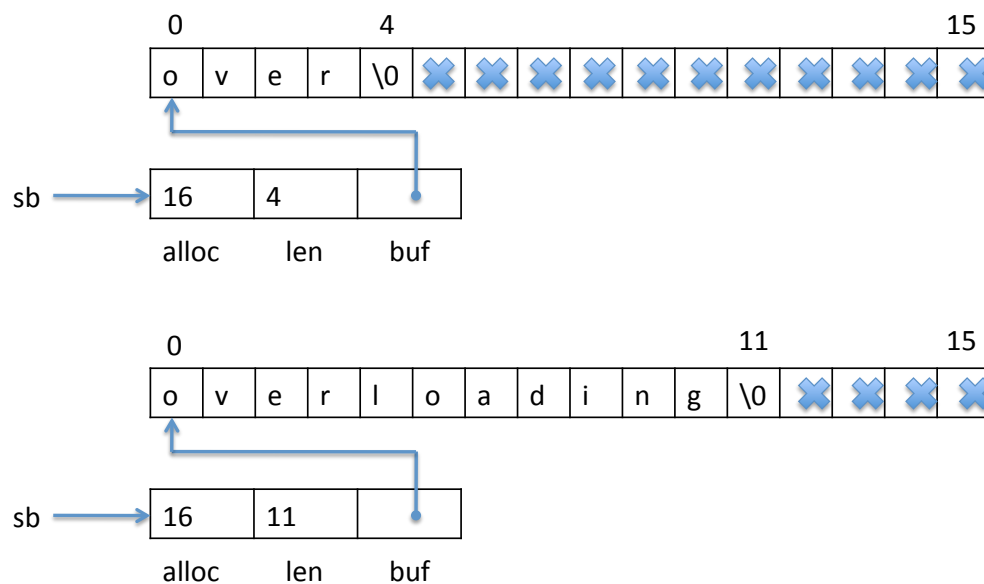 0 4 15
o v e r \0
sb 16 4
alloc len buf
0 11 15
o v e r l o a d i n g \0
sb 16 11
alloc len buf